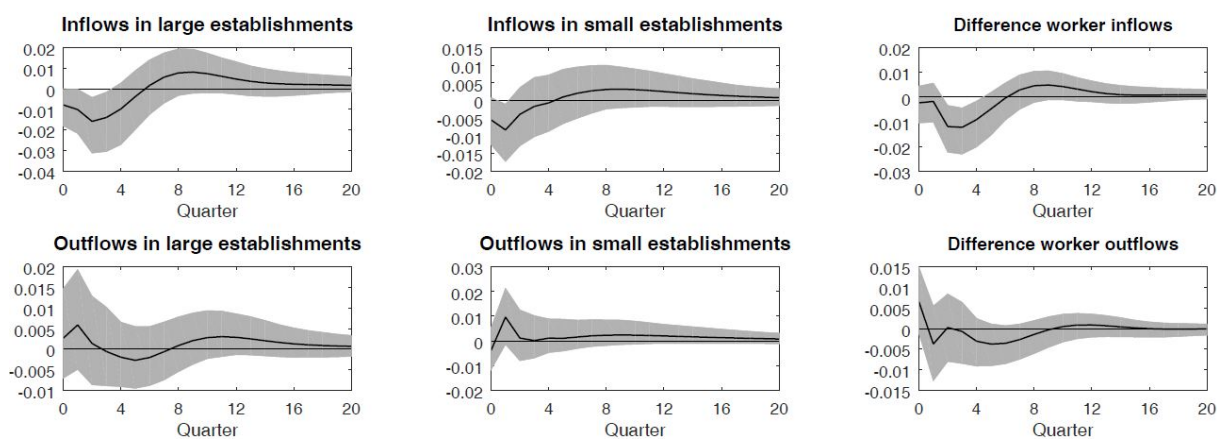 Inflows in large establishments
0.02
0.01
0
-0.01
-0.02
-0.03
-0.04
0 4 8 12 16 20
Quarter
Inflows in small establishments
0.015
0.01
0.005
0
-0.005
-0.01
-0.015
-0.02
0 4 8 12 16 20
Quarter
Difference worker inflows
0.02
0.01
0
-0.01
-0.02
-0.03
0 4 8 12 16 20
Quarter
Outflows in large establishments
0.02
0.015
0.01
0.005
0
-0.005
-0.01
0 4 8 12 16 20
Quarter
Outflows in small establishments
0.03
0.02
0.01
0
-0.01
-0.02
0 4 8 12 16 20
Quarter
Difference worker outflows
0.015
0.01
0.005
0
-0.005
-0.01
-0.015
0 4 8 12 16 20
Quarter